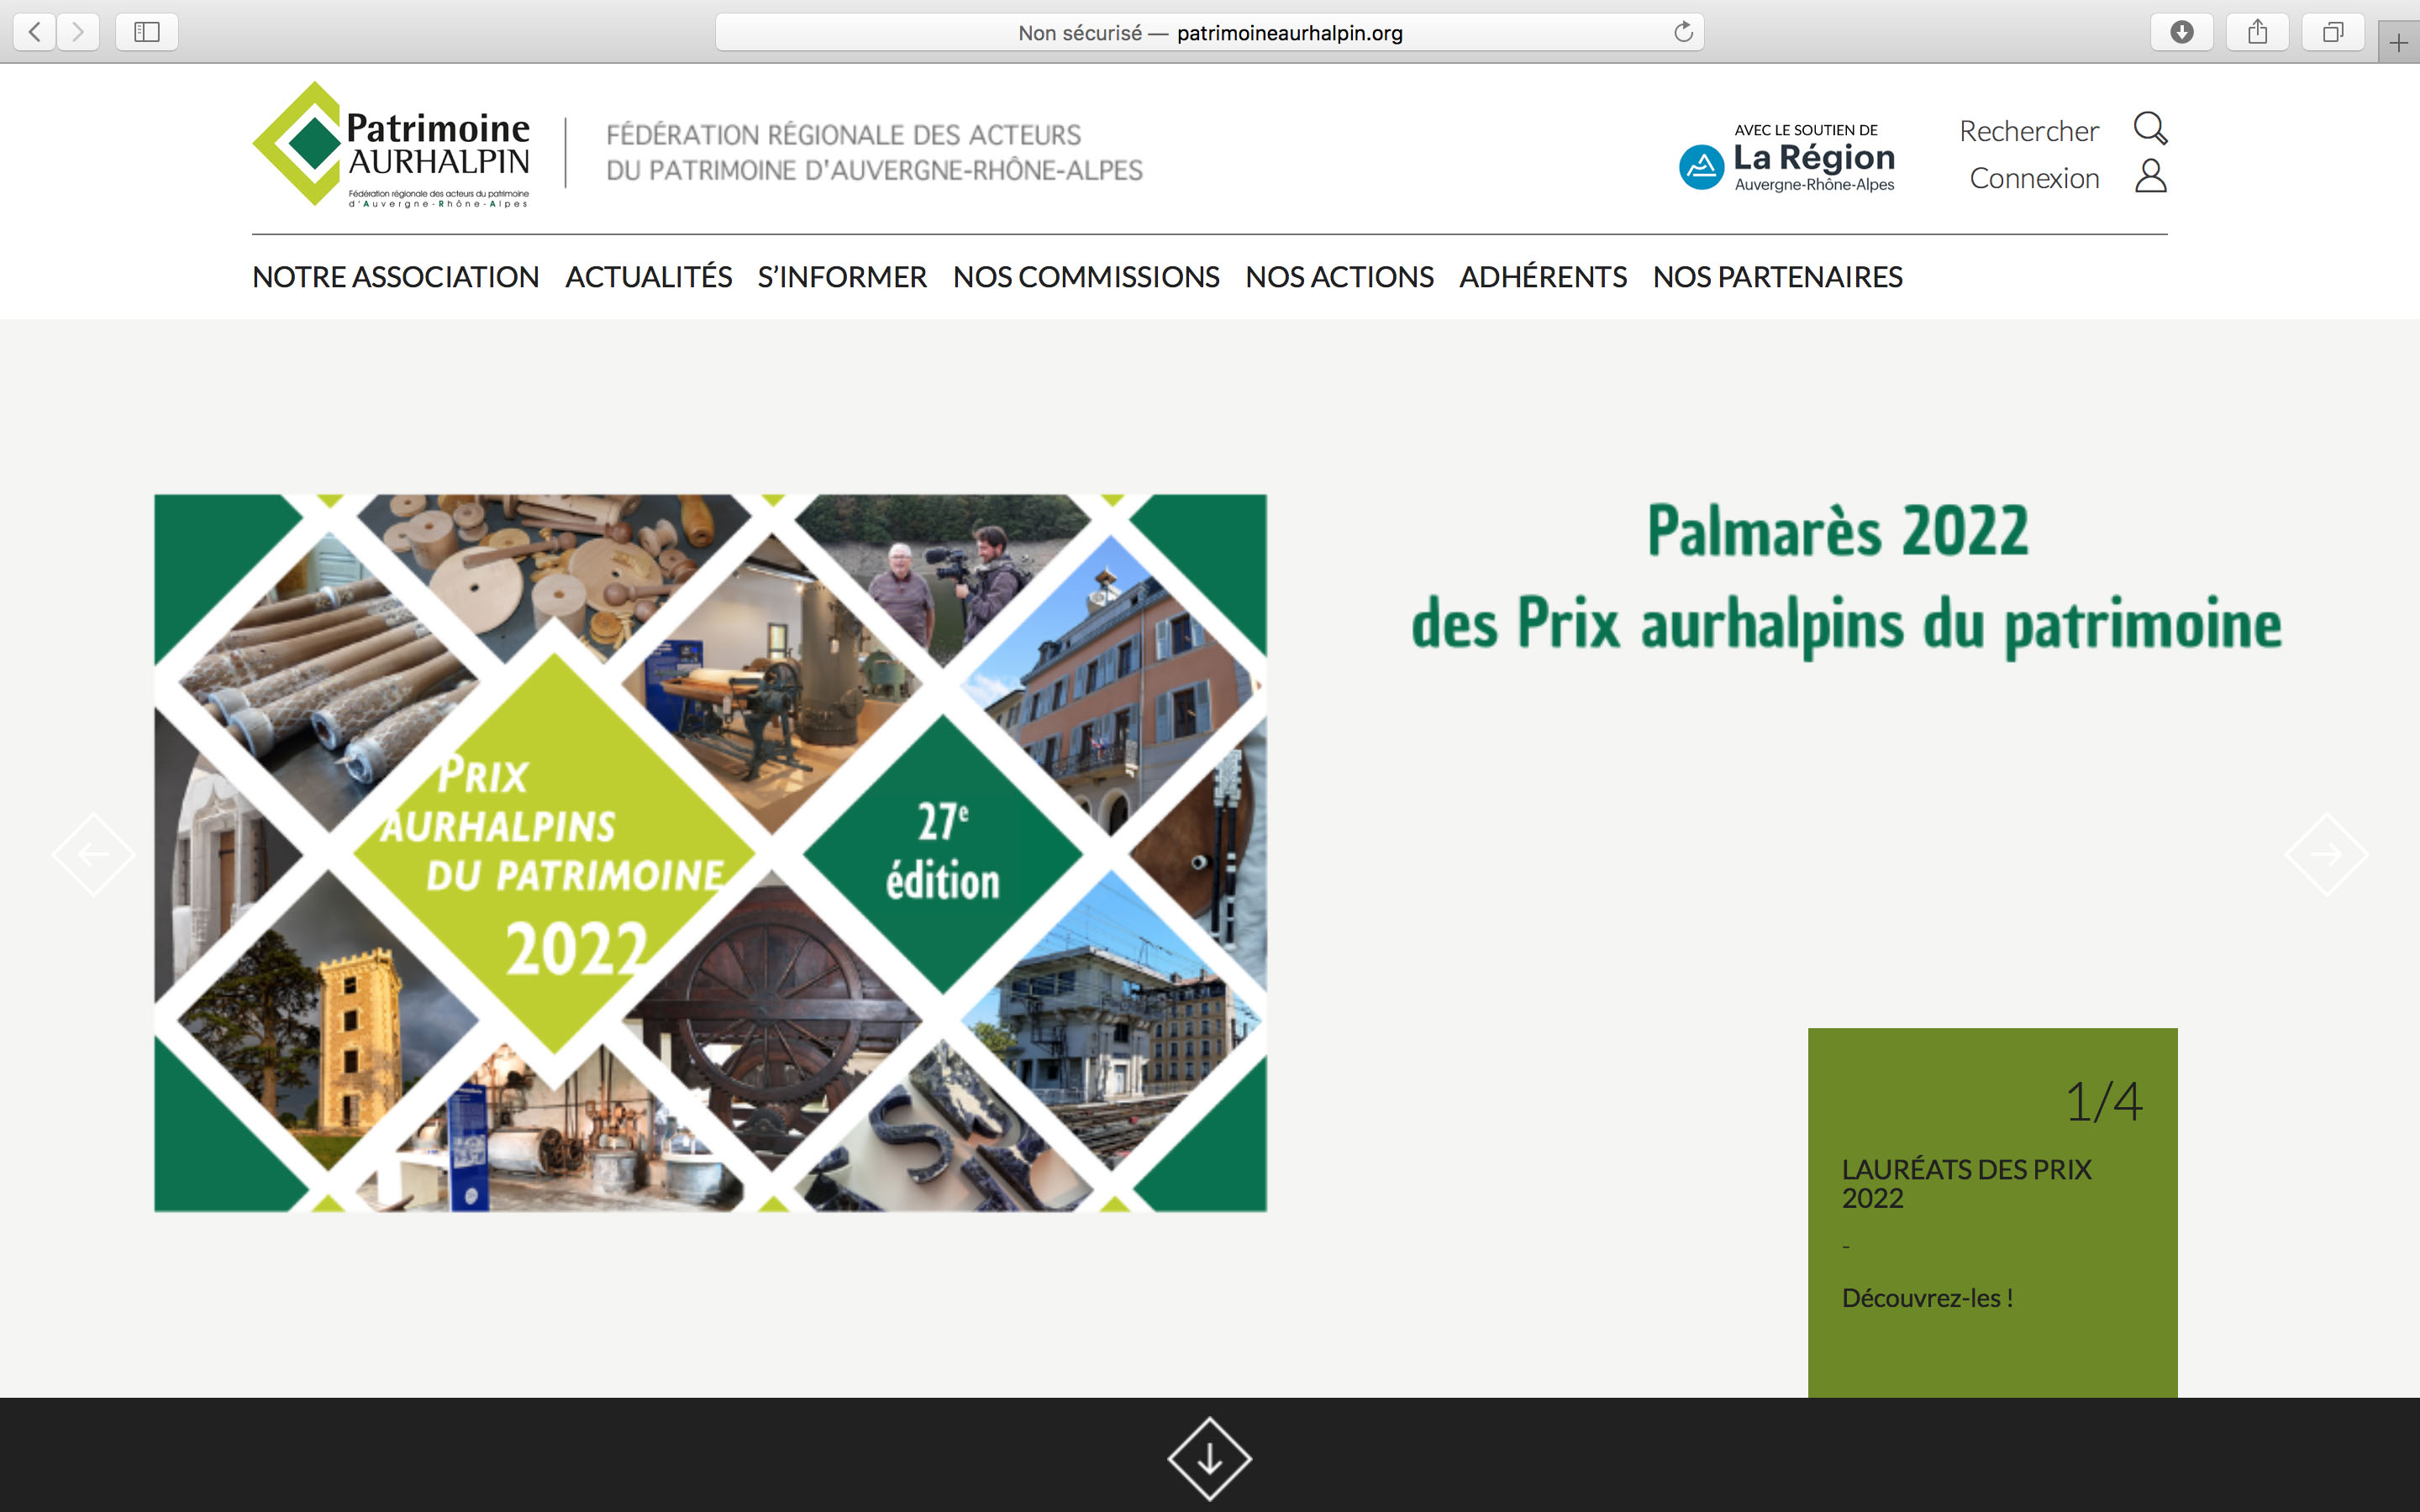 Non sécurisé — patrimoineaurhalpin.org
Patrimoine
AURHALPIN
Fédération régionale des acteurs du patrimoine
d'Auvergne-Rhône-Alpes
FÉDÉRATION RÉGIONALE DES ACTEURS
DU PATRIMOINE D'AUVERGNE-RHÔNE-ALPES
AVEC LE SOUTIEN DE
La Région
Auvergne-Rhône-Alpes
Rechercher
Connexion
NOTRE ASSOCIATION ACTUALITÉS S'INFORMER NOS COMMISSIONS NOS ACTIONS ADHÉRENTS NOS PARTENAIRES
PRIX
AURHALPINS
DU PATRIMOINE
2022
27e
édition
Palmarès 2022
des Prix aurhalpins du patrimoine
1/4
LAURÉATS DES PRIX
2022
-
Découvrez-les !